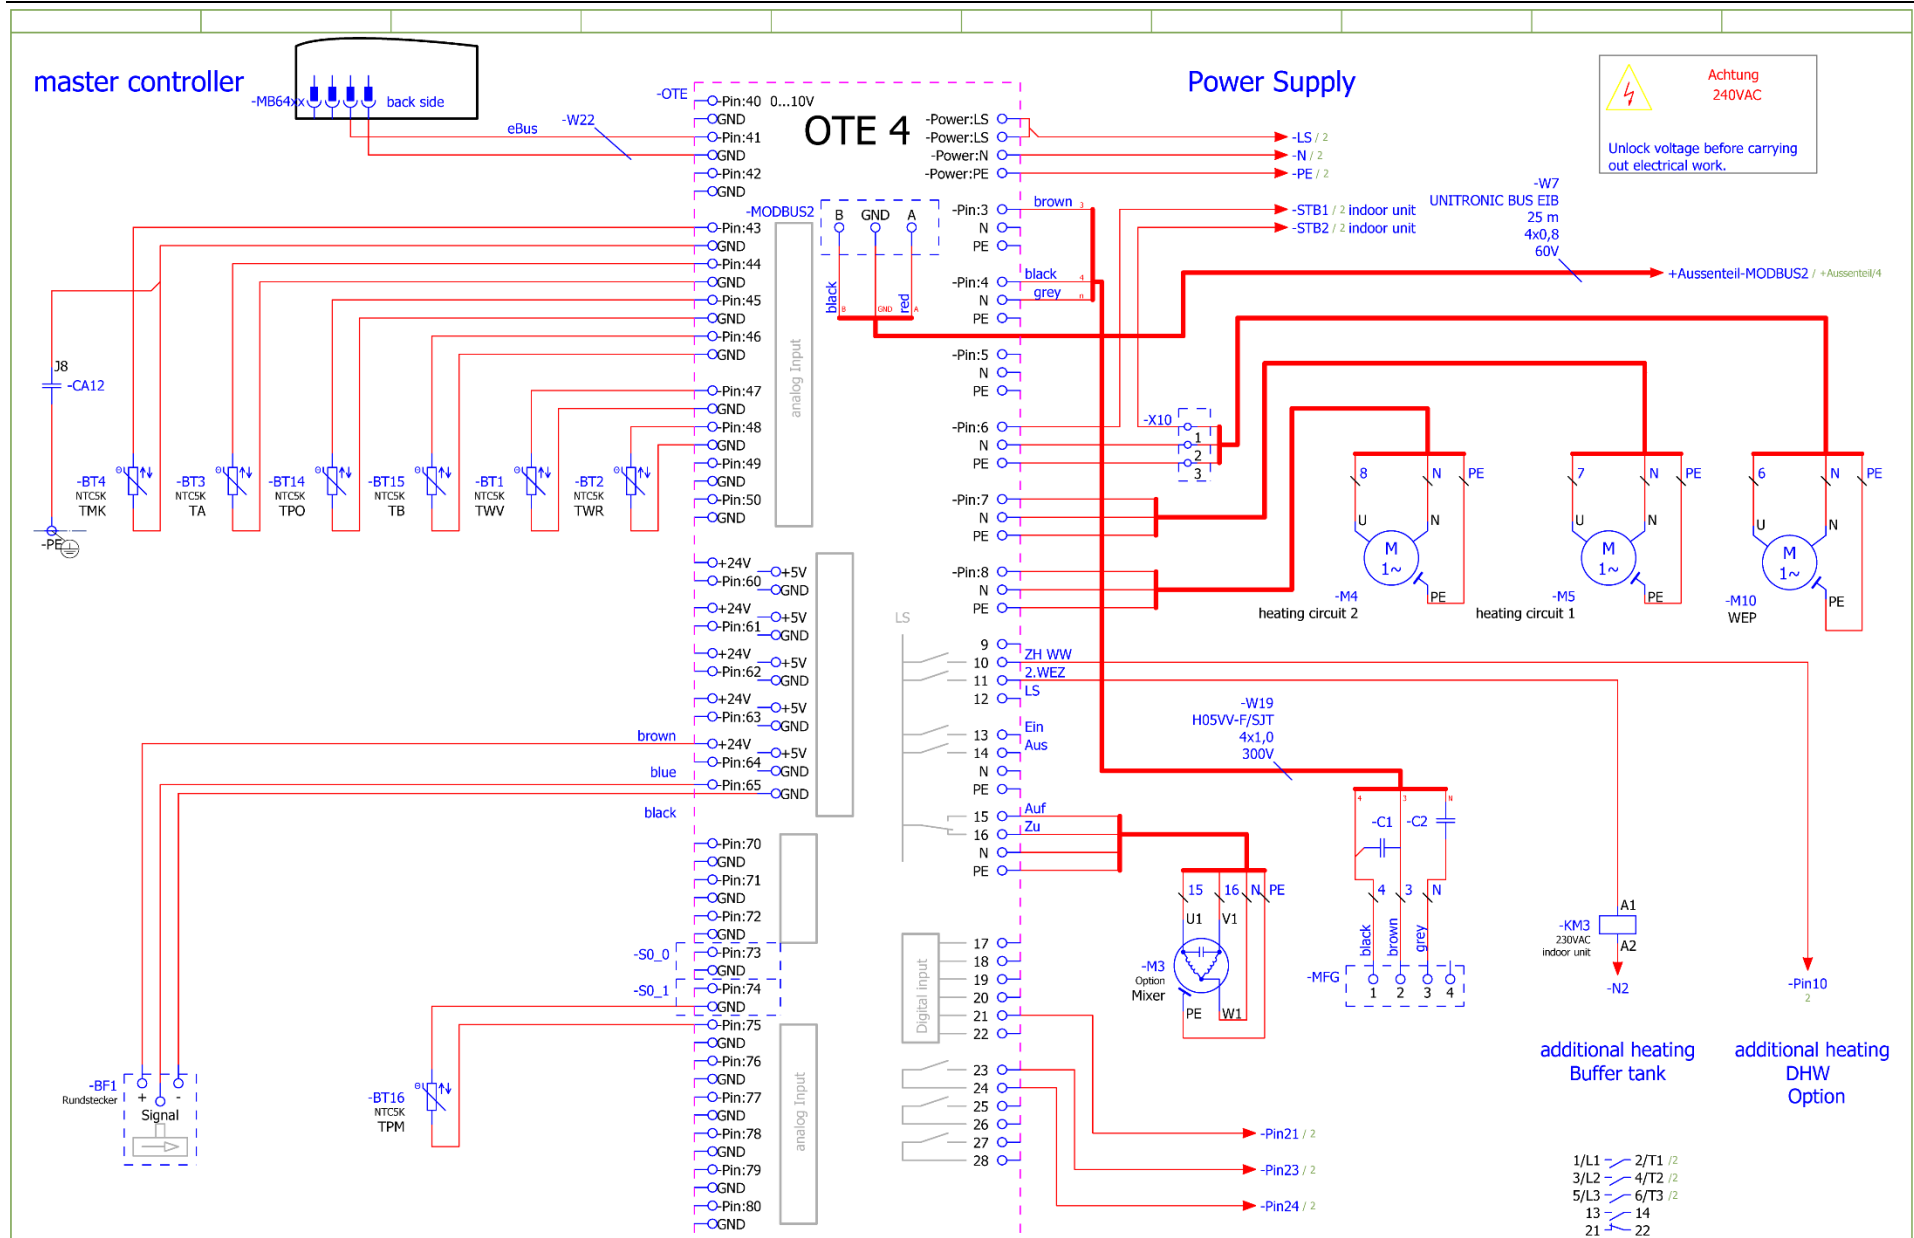 master controller
-MB64xx
back side
eBus
-W22
-OTE
-Pin:40 0...10V
GND
-Pin:41
GND
-Pin:42
GND
OTE 4
-Power:LS
-Power:LS
-Power:N
-Power:PE
Power Supply
-LS / 2
-N / 2
-PE / 2
Achtung
240VAC
Unlock voltage before carrying
out electrical work.
-MODBUS2
B GND A
black
red
B GND A
-Pin:43
GND
-Pin:44
GND
-Pin:45
GND
-Pin:46
GND
-Pin:47
GND
-Pin:48
GND
-Pin:49
GND
-Pin:50
GND
analog Input
-Pin:3
N
PE
brown 3
-Pin:4
N
PE
black 4
grey
-Pin:5
N
PE
-Pin:6
N
PE
-Pin:7
N
PE
-Pin:8
N
PE
-STB1 / 2 indoor unit
-STB2 / 2 indoor unit
-W7
UNITRONIC BUS EIB
25 m
4x0,8
60V
+Aussenteil-MODBUS2 / +Aussenteil/4
-X10
1
2
3
J8
-CA12
-PE
-BT4
NTC5K
TMK
-BT3
NTC5K
TA
-BT14
NTC5K
TPO
-BT15
NTC5K
TB
-BT1
NTC5K
TWV
-BT2
NTC5K
TWR
8 N PE
U N
M
1~
-M4
PE
heating circuit 2
7 N PE
U N
M
1~
-M5
PE
heating circuit 1
6 N PE
U N
M
1~
-M10
PE
WEP
+24V
-Pin:60
+5V
GND
+24V
-Pin:61
+5V
GND
+24V
-Pin:62
+5V
GND
+24V
-Pin:63
+5V
GND
+24V
-Pin:64
+5V
GND
-Pin:65
GND
brown
blue
black
LS
9
10 ZH WW
11 2.WEZ
12 LS
13 Ein
14 Aus
N
PE
15 Auf
16 Zu
N
PE
-W19
H05VV-F/SJT
4x1,0
300V
4 3 N
-C1
-C2
4 3 N
black
brown
grey
-MFG
1 2 3 4
15 16 N PE
U1 V1
-M3
Option
Mixer
PE W1
-KM3
230VAC
indoor unit
A1
A2
-N2
-Pin10
2
additional heating
Buffer tank
additional heating
DHW
Option
-Pin:70
GND
-Pin:71
GND
-Pin:72
GND
-S0_0
-Pin:73
GND
-S0_1
-Pin:74
GND
-Pin:75
GND
-Pin:76
GND
-Pin:77
GND
-Pin:78
GND
-Pin:79
GND
-Pin:80
GND
analog Input
Digital input
17
18
19
20
21
22
23
24
25
26
27
28
-Pin21 / 2
-Pin23 / 2
-Pin24 / 2
-BF1
Rundstecker
+ -
Signal
-BT16
NTC5K
TPM
1/L1 2/T1 /2
3/L2 4/T2 /2
5/L3 6/T3 /2
13 14
21 22